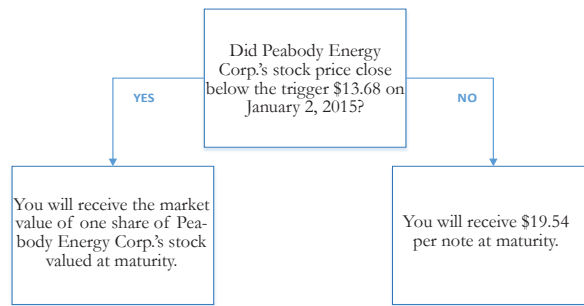 Did Peabody Energy
Corp.'s stock price close
below the trigger $13.68 on
January 2, 2015?
YES
NO
You will receive the market
value of one share of Pea-
body Energy Corp.'s stock
valued at maturity.
You will receive $19.54
per note at maturity.